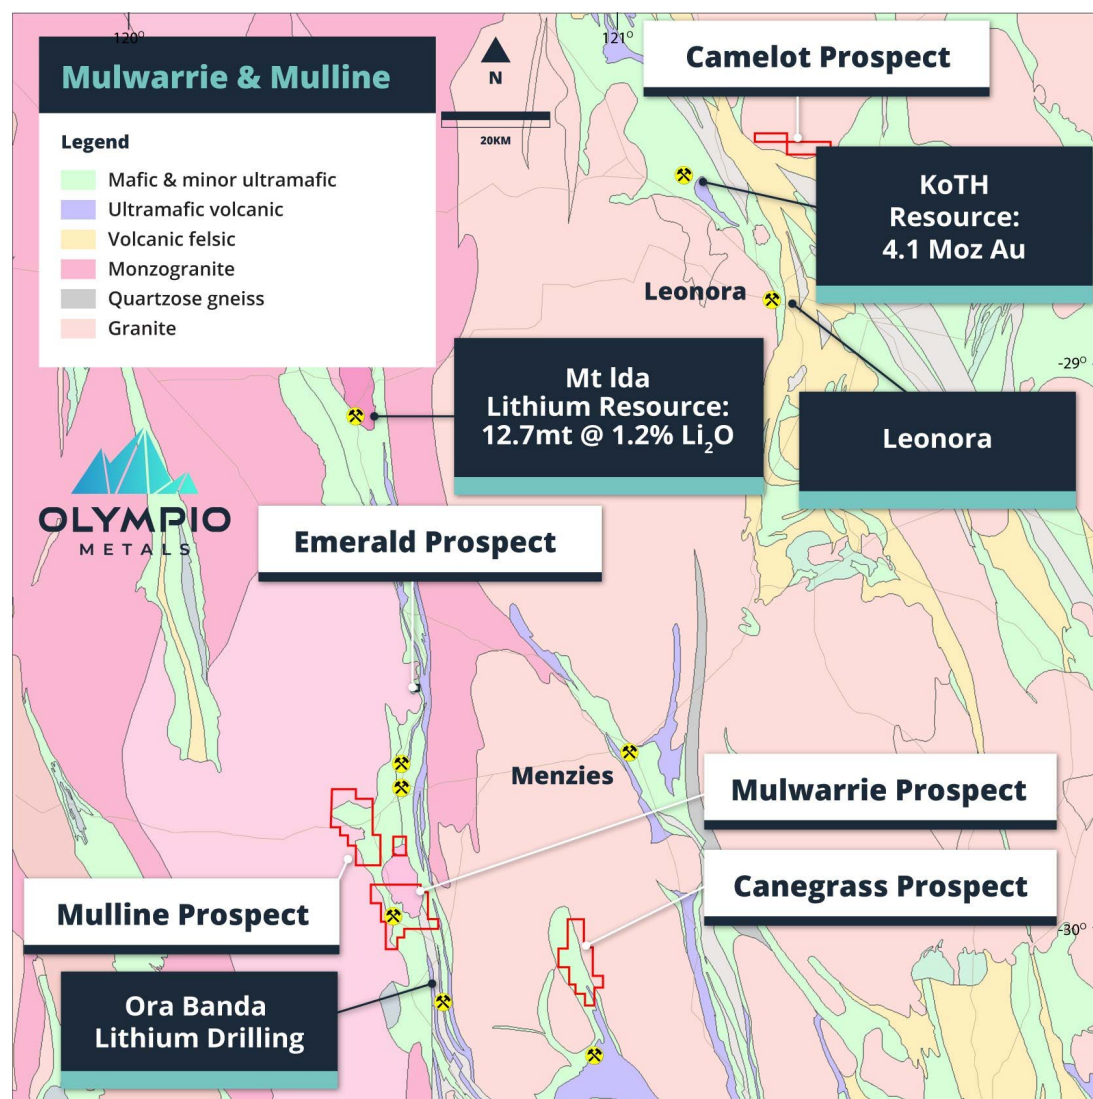 120°
121°
Mulwarrie & Mulline
Legend
Mafic & minor ultramafic
Ultramafic volcanic
Volcanic felsic
Monzogranite
Quartzose gneiss
Granite
N
20KM
Camelot Prospect
KoTH
Resource:
4.1 Moz Au
Leonora
-29°
Mt Ida
Lithium Resource:
12.7mt @ 1.2% Li₂O
Leonora
OLYMPIO
METALS
Emerald Prospect
Menzies
Mulwarrie Prospect
Canegrass Prospect
Mulline Prospect
-30°
Ora Banda
Lithium Drilling